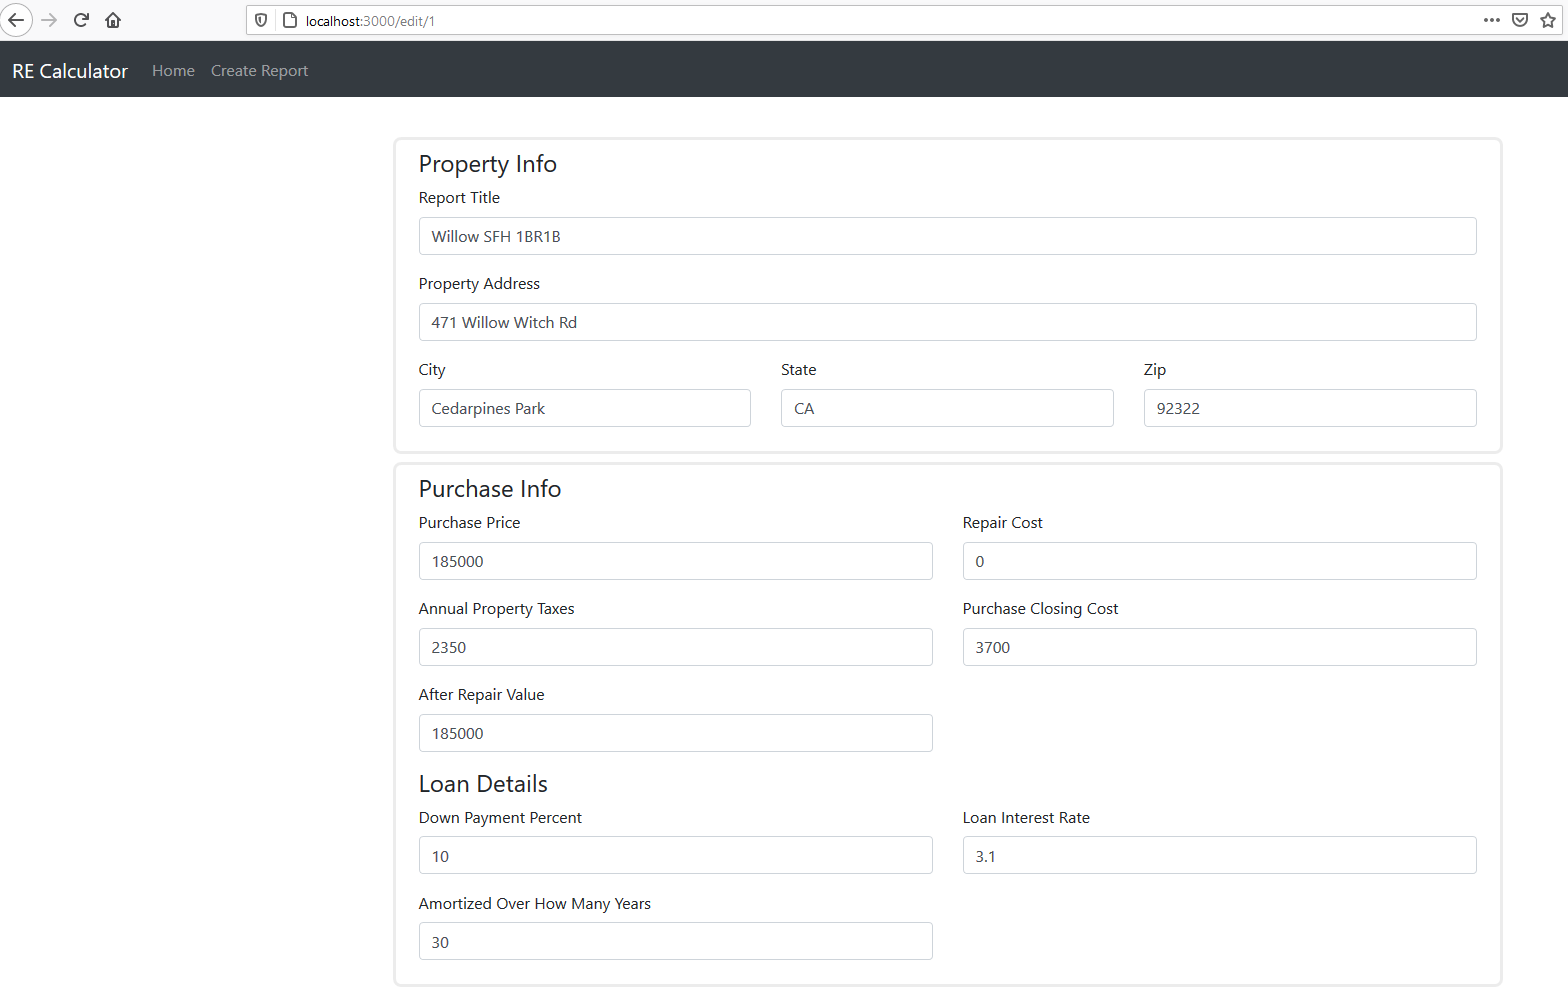 localhost:3000/edit/1
RE Calculator Home Create Report
Property Info
Report Title
Willow SFH 1BR1B
Property Address
471 Willow Witch Rd
City State Zip
Cedarpines Park CA 92322
Purchase Info
Purchase Price Repair Cost
185000 0
Annual Property Taxes Purchase Closing Cost
2350 3700
After Repair Value
185000
Loan Details
Down Payment Percent Loan Interest Rate
10 3.1
Amortized Over How Many Years
30